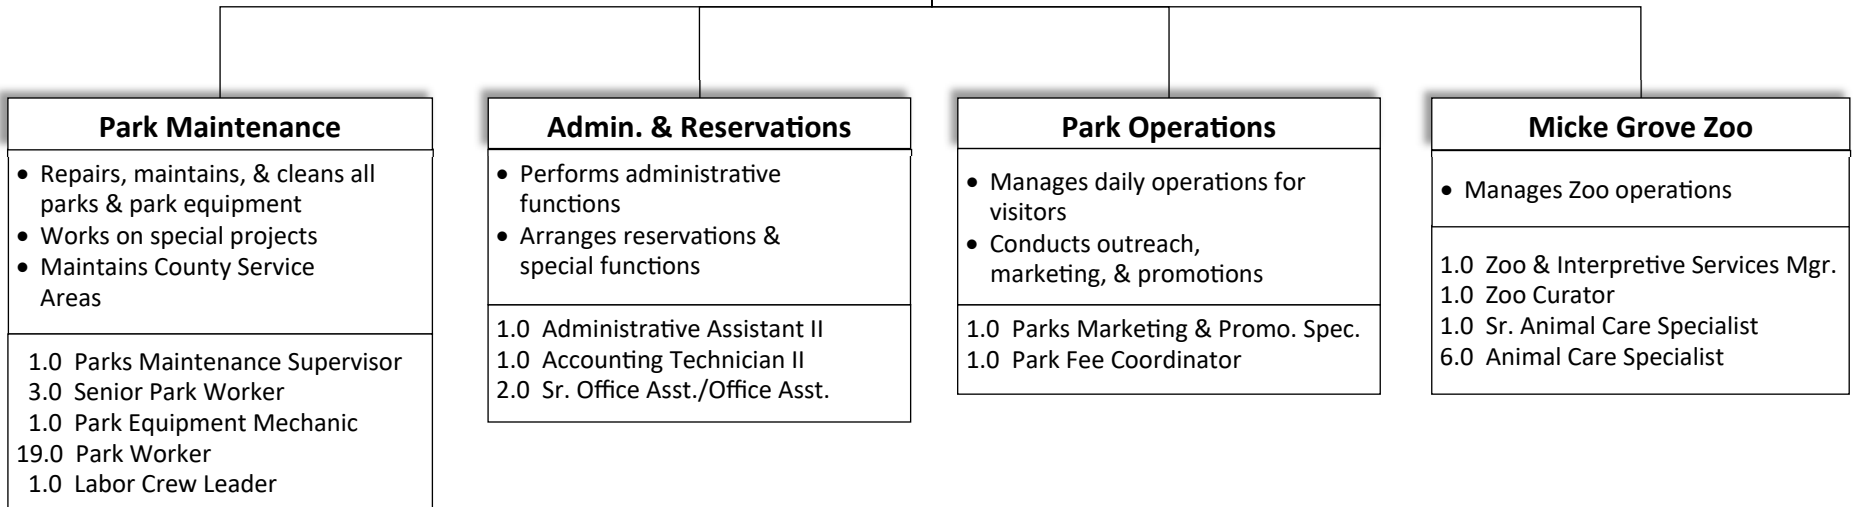 Park Maintenance
• Repairs, maintains, & cleans all
parks & park equipment
• Works on special projects
• Maintains County Service
Areas
1.0 Parks Maintenance Supervisor
3.0 Senior Park Worker
1.0 Park Equipment Mechanic
19.0 Park Worker
1.0 Labor Crew Leader
Admin. & Reservations
• Performs administrative
functions
• Arranges reservations &
special functions
1.0 Administrative Assistant II
1.0 Accounting Technician II
2.0 Sr. Office Asst./Office Asst.
Park Operations
• Manages daily operations for
visitors
• Conducts outreach,
marketing, & promotions
1.0 Parks Marketing & Promo. Spec.
1.0 Park Fee Coordinator
Micke Grove Zoo
• Manages Zoo operations
1.0 Zoo & Interpretive Services Mgr.
1.0 Zoo Curator
1.0 Sr. Animal Care Specialist
6.0 Animal Care Specialist